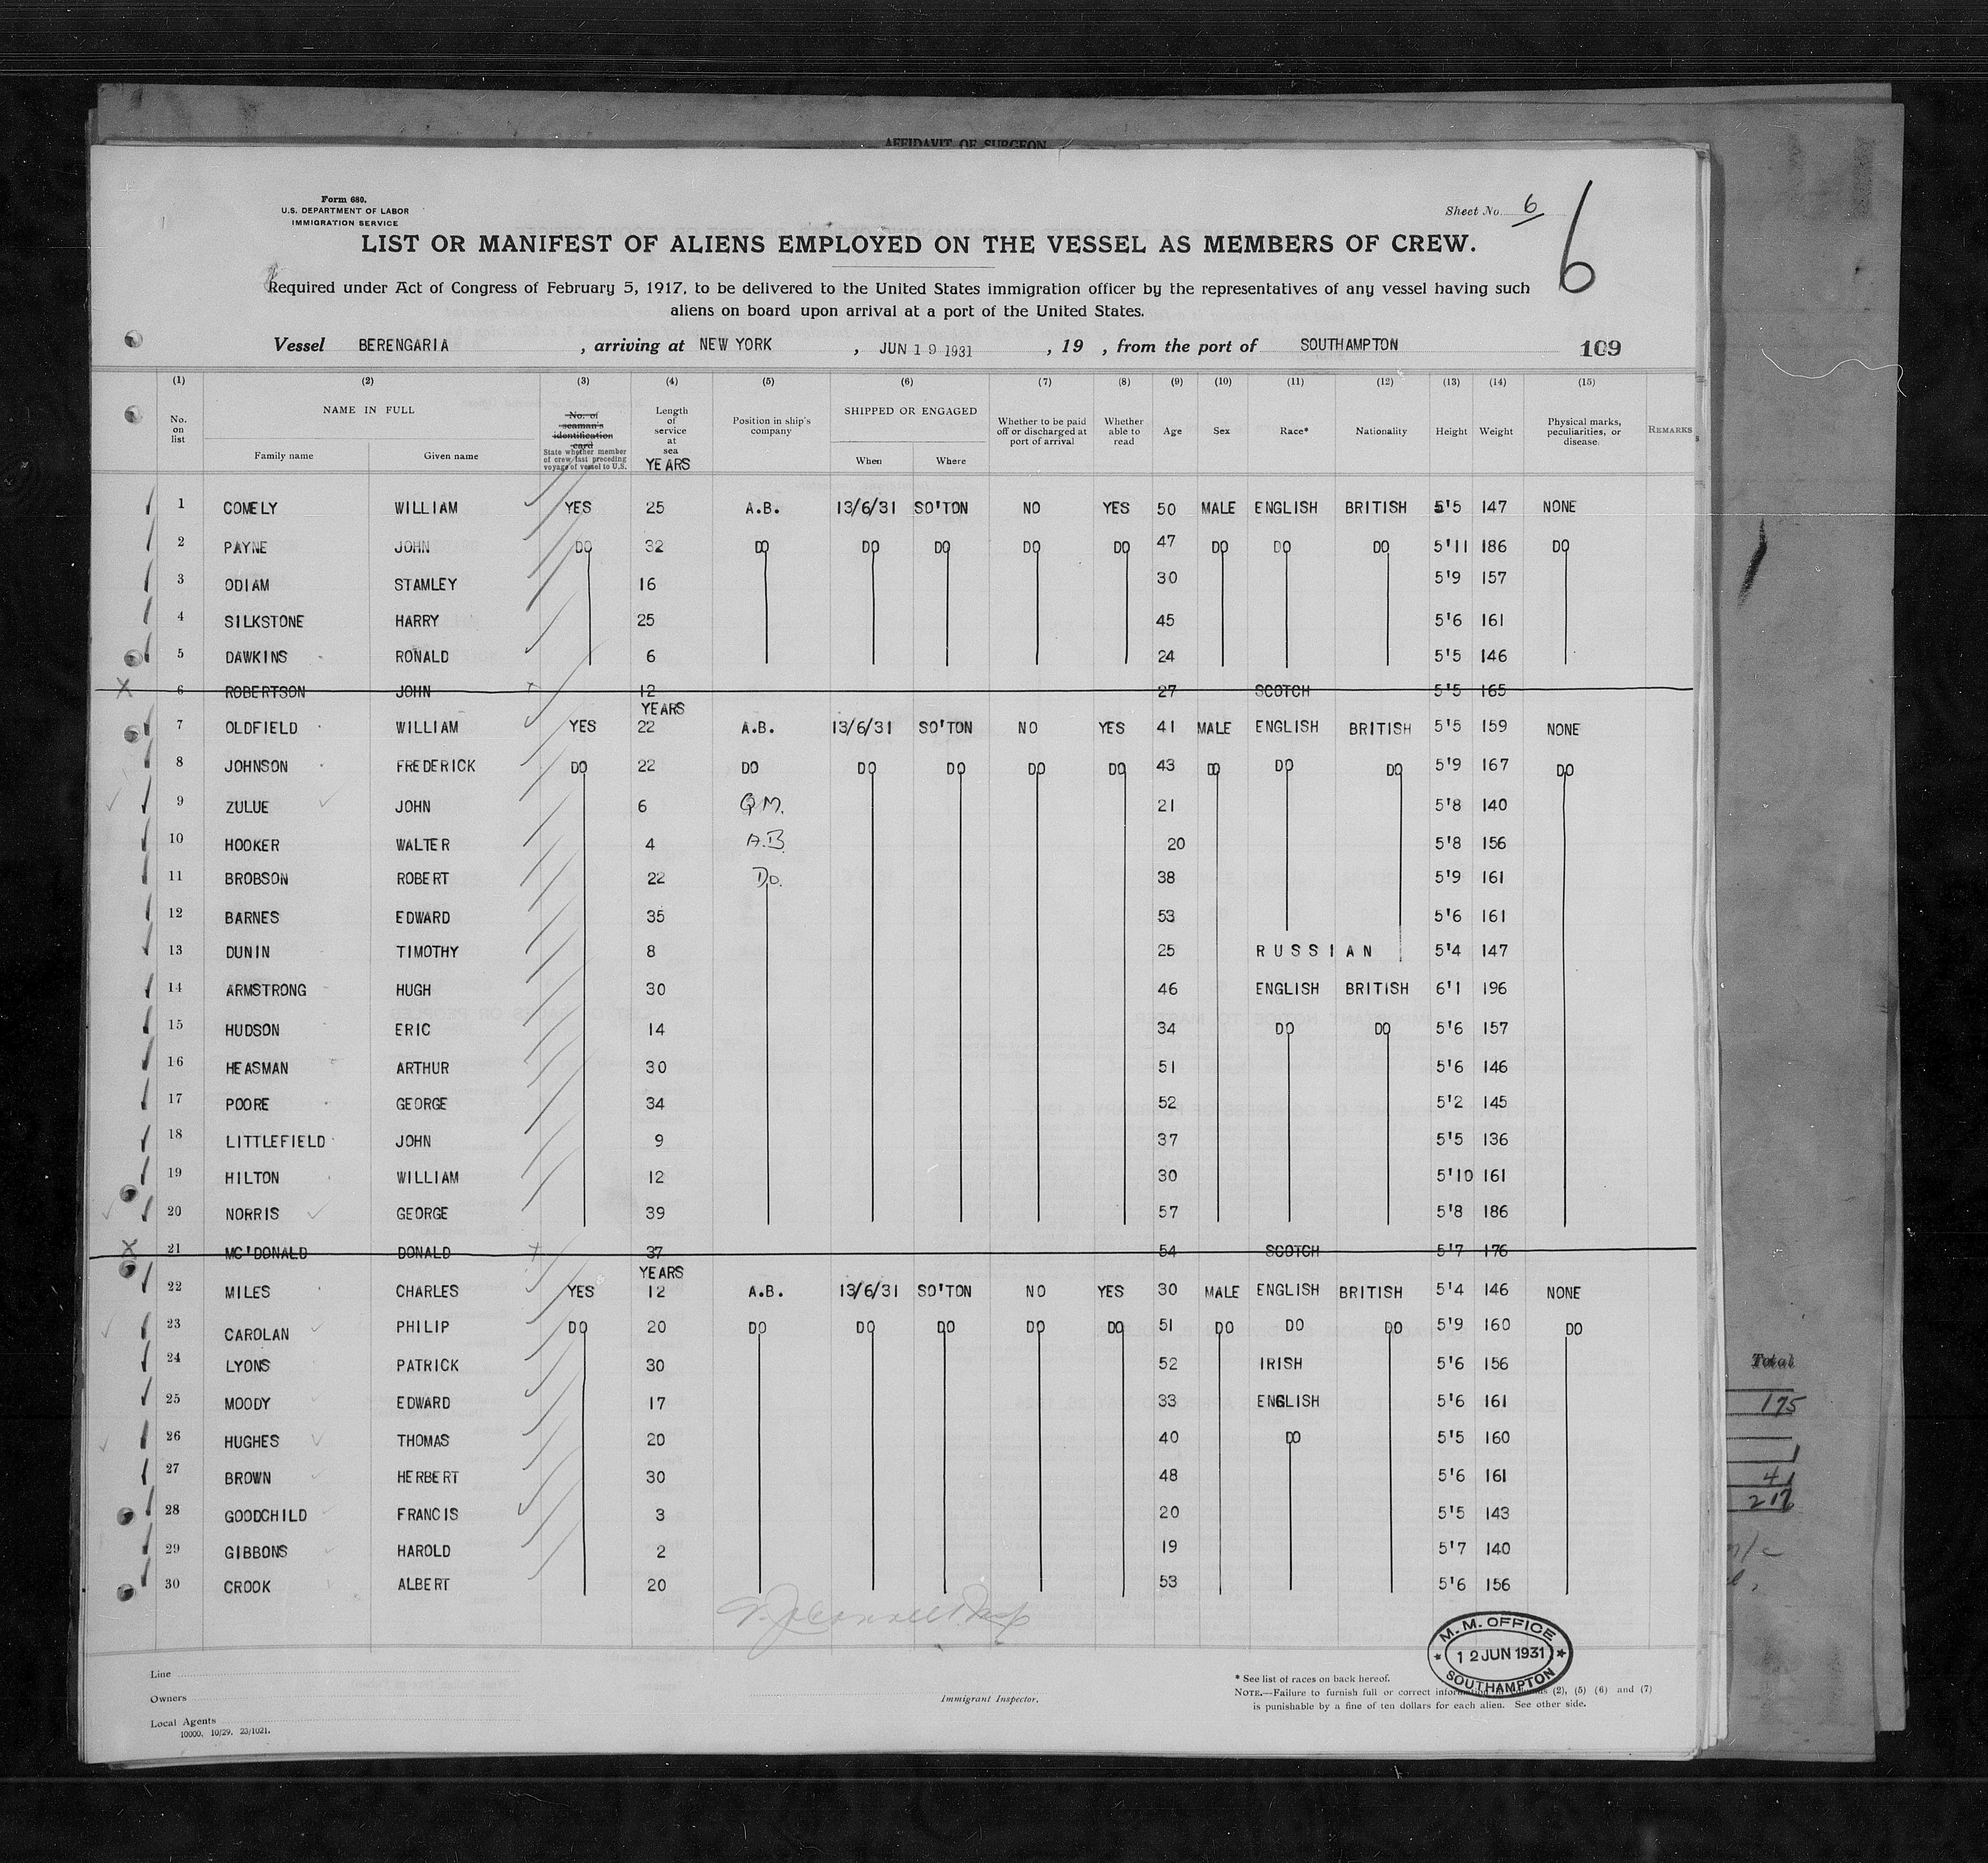 AFFIDAVIT OF SURGEON
Form 680.
U.S. DEPARTMENT OF LABOR
IMMIGRATION SERVICE
Sheet No. 6
6
LIST OR MANIFEST OF ALIENS EMPLOYED ON THE VESSEL AS MEMBERS OF CREW.
Required under Act of Congress of February 5, 1917, to be delivered to the United States immigration officer by the representatives of any vessel having such
aliens on board upon arrival at a port of the United States.
Vessel BERENGARIA , arriving at NEW YORK , JUN 19 1931 , 19 , from the port of SOUTHAMPTON 109
(1) (2) (3) (4) (5) (6) (7) (8) (9) (10) (11) (12) (13) (14) (15)
No. on list NAME IN FULL Family name Given name No. of seaman's identification card State whether member of crew last preceding voyage of vessel to U.S. Length of service at sea YEARS Position in ship's company SHIPPED OR ENGAGED When Where Whether to be paid off or discharged at port of arrival Whether able to read Age Sex Race* Nationality Height Weight Physical marks, peculiarities, or disease REMARKS
1 COMELY WILLIAM YES 25 A.B. 13/6/31 SO'TON NO YES 50 MALE ENGLISH BRITISH 5'5 147 NONE
2 PAYNE JOHN DO 32 DO DO DO DO DO 47 DO DO DO 5'11 186 DO
3 ODIAM STAMLEY 16 30 5'9 157
4 SILKSTONE HARRY 25 45 5'6 161
5 DAWKINS RONALD 6 24 5'5 146
X 6 ROBERTSON JOHN 12 27 SCOTCH 5'5 165
YEARS
7 OLDFIELD WILLIAM YES 22 A.B. 13/6/31 SO'TON NO YES 41 MALE ENGLISH BRITISH 5'5 159 NONE
8 JOHNSON FREDERICK DO 22 DO DO DO DO DO 43 DO DO DO 5'9 167 DO
9 ZULUE JOHN 6 Q.M. 21 5'8 140
10 HOOKER WALTER 4 A.B. 20 5'8 156
11 BROBSON ROBERT 22 Do. 38 5'9 161
12 BARNES EDWARD 35 53 5'6 161
13 DUNIN TIMOTHY 8 25 RUSSIAN 5'4 147
14 ARMSTRONG HUGH 30 46 ENGLISH BRITISH 6'1 196
15 HUDSON ERIC 14 34 DO DO 5'6 157
16 HEASMAN ARTHUR 30 51 5'6 146
17 POORE GEORGE 34 52 5'2 145
18 LITTLEFIELD JOHN 9 37 5'5 136
19 HILTON WILLIAM 12 30 5'10 161
20 NORRIS GEORGE 39 57 5'8 186
X 21 MC'DONALD DONALD 37 54 SCOTCH 5'7 176
YEARS
22 MILES CHARLES YES 12 A.B. 13/6/31 SO'TON NO YES 30 MALE ENGLISH BRITISH 5'4 146 NONE
23 CAROLAN PHILIP DO 20 DO DO DO DO DO 51 DO DO DO 5'9 160 DO
24 LYONS PATRICK 30 52 IRISH 5'6 156
25 MOODY EDWARD 17 33 ENGLISH 5'6 161
26 HUGHES THOMAS 20 40 DO 5'5 160
27 BROWN HERBERT 30 48 5'6 161
28 GOODCHILD FRANCIS 3 20 5'5 143
29 GIBBONS HAROLD 2 19 5'7 140
30 CROOK ALBERT 20 53 5'6 156
Total
175
M. M. OFFICE
12 JUN 1931
SOUTHAMPTON
Line
Owners
Local Agents
10000. 10/29. 23/1021.
Immigrant Inspector.
* See list of races on back hereof.
NOTE.—Failure to furnish full or correct (2), (5) (6) and (7)
is punishable by a fine of ten dollars for each alien. See other side.